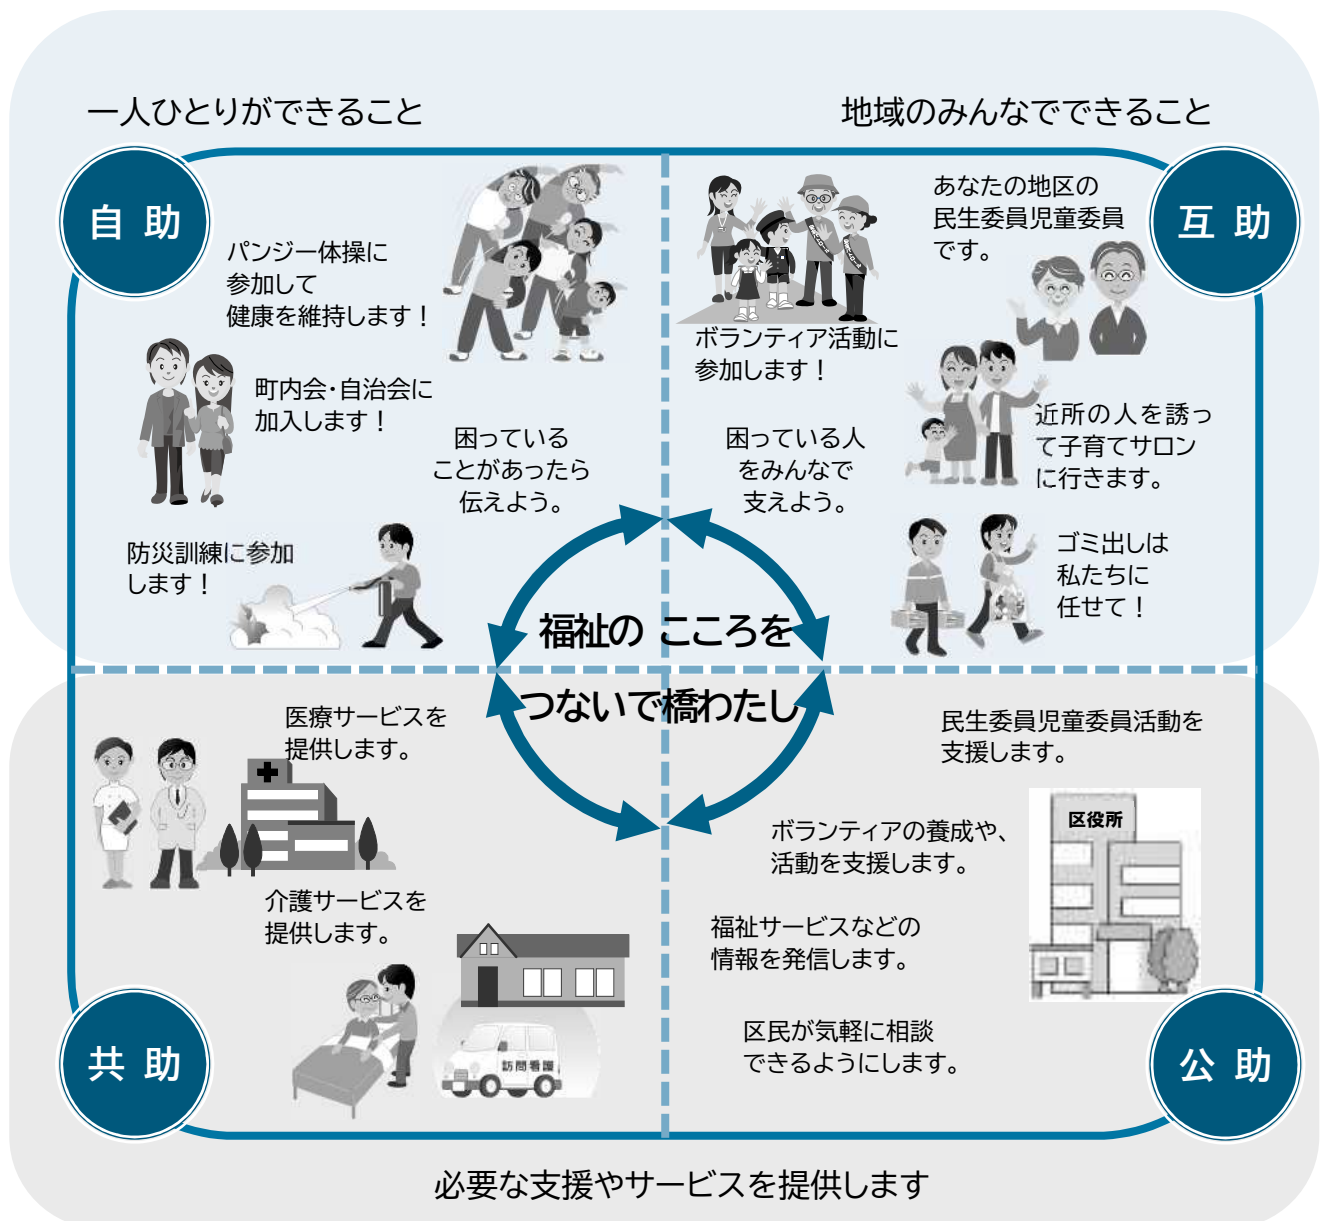 一人ひとりができること
地域のみんなでできること
自 助
パンジー体操に
参加して
健康を維持します！
町内会・自治会に
加入します！
困っている
ことがあったら
伝えよう。
防災訓練に参加
します！
互 助
あなたの地区の
民生委員児童委員
です。
ボランティア活動に
参加します！
近所の人を誘っ
て子育てサロン
に行きます。
困っている人
をみんなで
支えよう。
ゴミ出しは
私たちに
任せて！
福祉の こころを
つないで橋わたし
医療サービスを
提供します。
介護サービスを
提供します。
訪問看護
共 助
民生委員児童委員活動を
支援します。
区役所
ボランティアの養成や、
活動を支援します。
福祉サービスなどの
情報を発信します。
区民が気軽に相談
できるようにします。
公 助
必要な支援やサービスを提供します